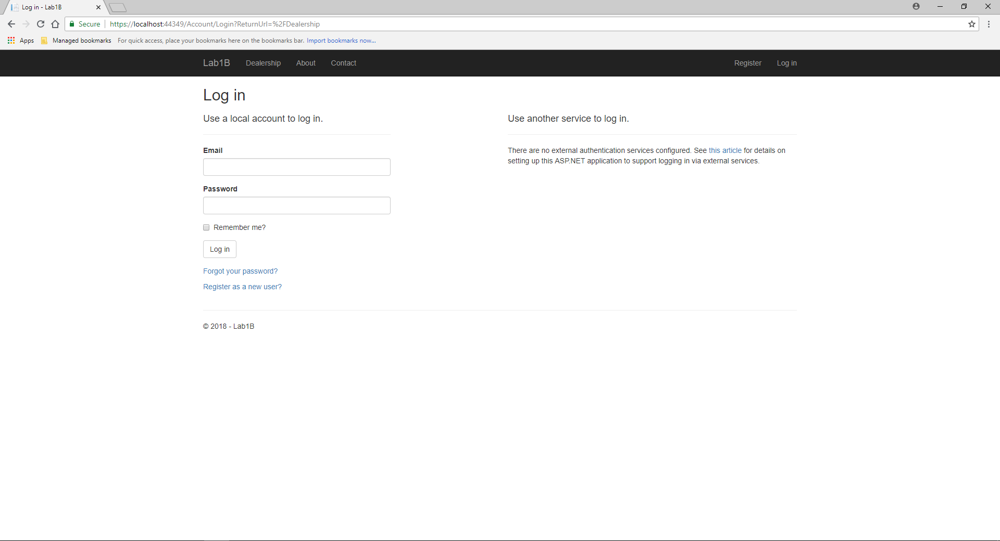 Log in - Lab1B
Secure https://localhost:44349/Account/Login?ReturnUrl=%2FDealership
Apps Managed bookmarks For quick access, place your bookmarks here on the bookmarks bar. Import bookmarks now...
Lab1B Dealership About Contact Register Log in
Log in
Use a local account to log in.
Email
Password
Remember me?
Log in
Forgot your password?
Register as a new user?
Use another service to log in.
There are no external authentication services configured. See this article for details on
setting up this ASP.NET application to support logging in via external services.
© 2018 - Lab1B